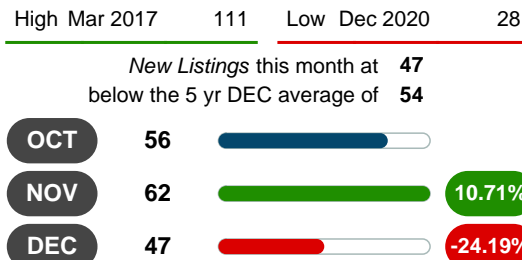 High Mar 2017 111 Low Dec 2020 28
New Listings this month at 47
below the 5 yr DEC average of 54
OCT 56
NOV 62 10.71%
DEC 47 -24.19%